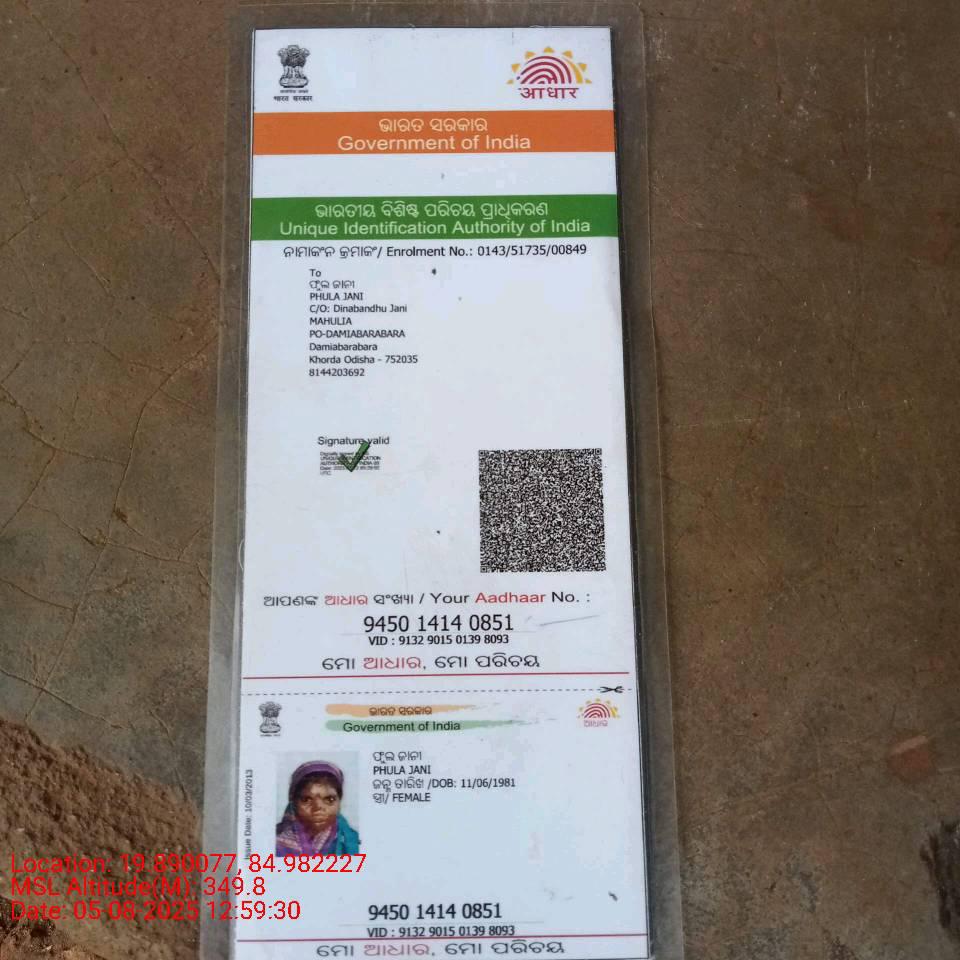 भारत सरकार
आधार
ଭାରତ ସରକାର
Government of India
ଭାରତୀୟ ବିଶିଷ୍ଟ ପରିଚୟ ପ୍ରାଧିକରଣ
Unique Identification Authority of India
ନାମାକଂନ କ୍ରମାକଂ/ Enrolment No.: 0143/51735/00849
To
ଫୁଲ ଜାନୀ
PHULA JANI
C/O: Dinabandhu Jani
MAHULIA
PO-DAMIABARABARA
Damiabarabara
Khorda Odisha - 752035
8144203692
Signature valid
ଆପଣଙ୍କ ଆଧାର ସଂଖ୍ୟା / Your Aadhaar No. :
9450 1414 0851
VID : 9132 9015 0139 8093
ମୋ ଆଧାର, ମୋ ପରିଚୟ
ଭାରତ ସରକାର
Government of India
ଆଧାର
Issue Date: 10/03/2013
ଫୁଲ ଜାନୀ
PHULA JANI
ଜନ୍ମ ତାରିଖ /DOB: 11/06/1981
ସ୍ତ୍ରୀ/ FEMALE
Location: 19.890077, 84.982227
MSL Altitude(M): 349.8
Date: 05 08 2025 12:59:30
9450 1414 0851
VID : 9132 9015 0139 8093
ମୋ ଆଧାର, ମୋ ପରିଚୟ